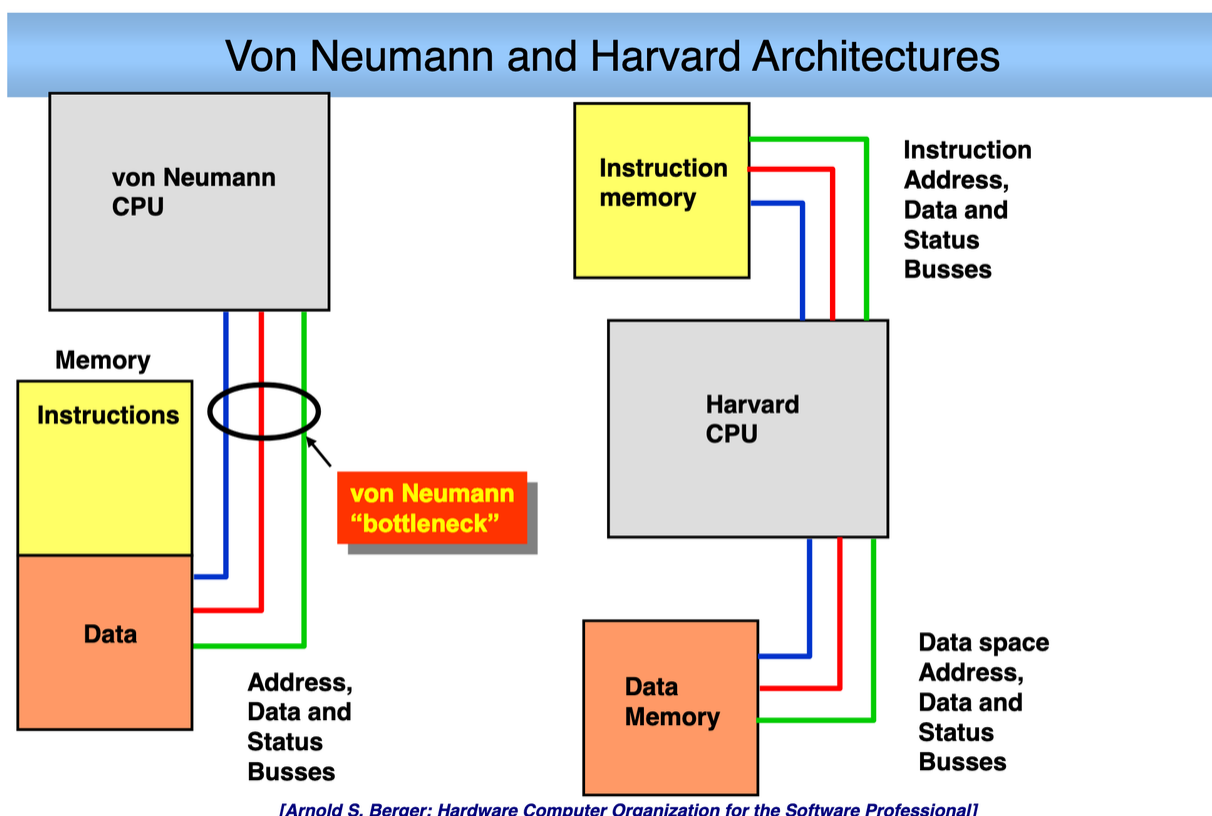 Von Neumann and Harvard Architectures
von Neumann
CPU
Memory
Instructions
Data
von Neumann
“bottleneck”
Address,
Data and
Status
Busses
Instruction
memory
Instruction
Address,
Data and
Status
Busses
Harvard
CPU
Data
Memory
Data space
Address,
Data and
Status
Busses
[Arnold S. Berger: Hardware Computer Organization for the Software Professional]